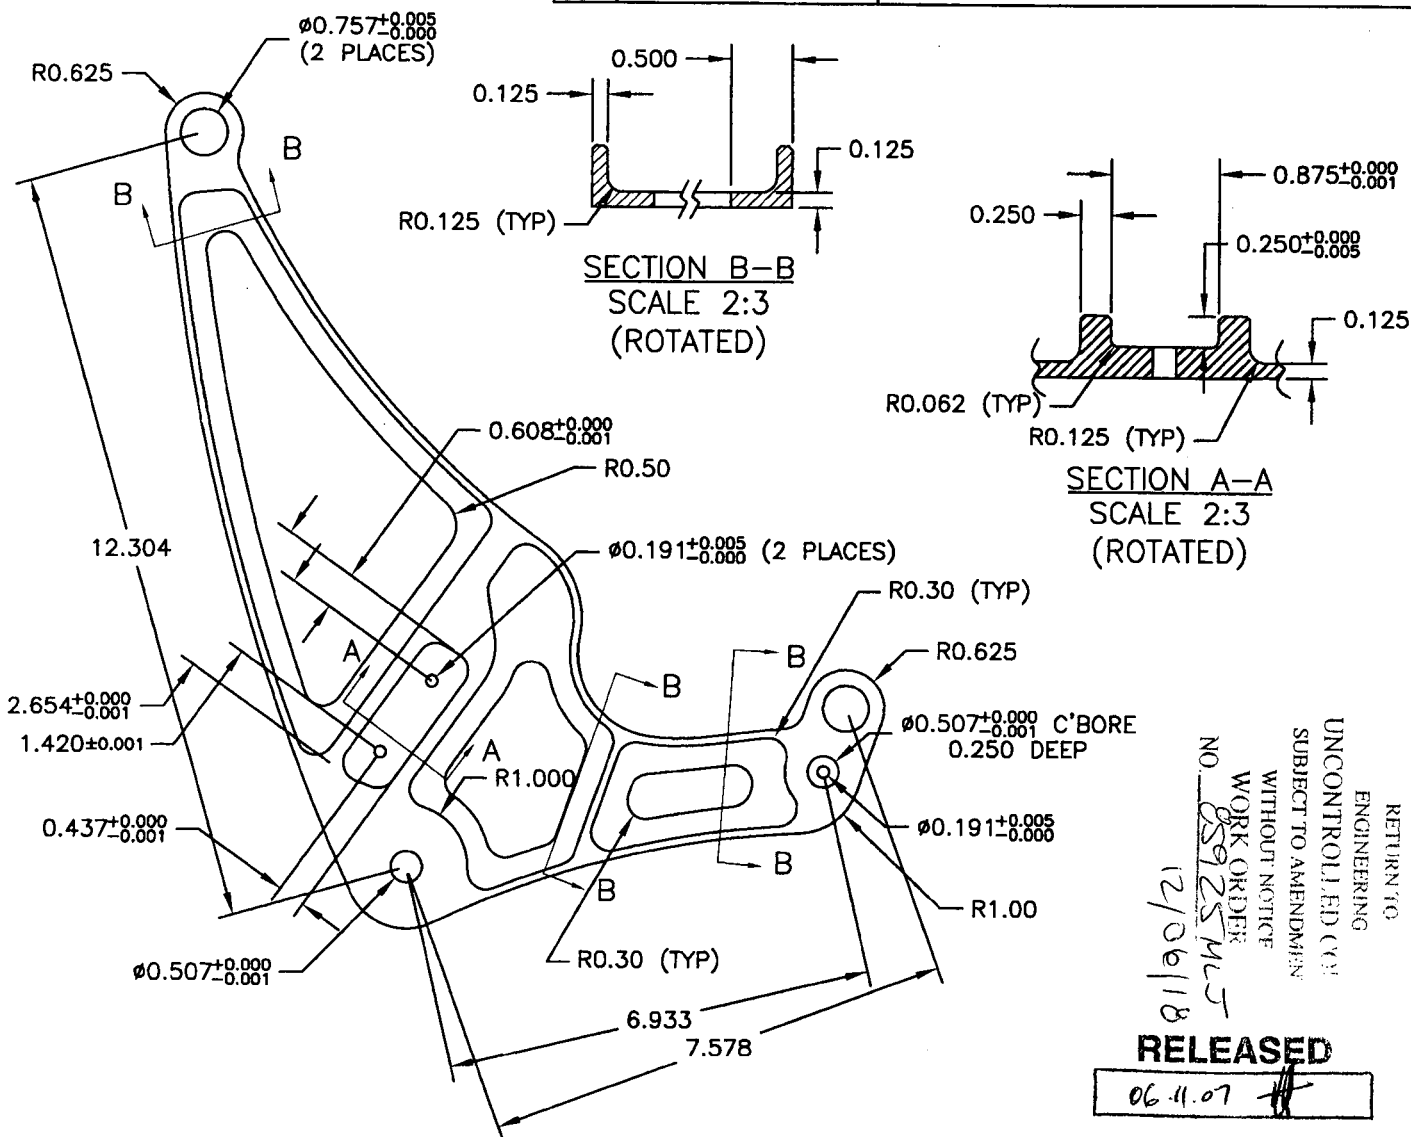 ø0.757+0.005 -0.000
(2 PLACES)
R0.625
B
B
0.500
0.125
0.125
R0.125 (TYP)
SECTION B-B
SCALE 2:3
(ROTATED)
0.875+0.000 -0.001
0.250
0.250+0.000 -0.005
0.125
R0.062 (TYP)
R0.125 (TYP)
SECTION A-A
SCALE 2:3
(ROTATED)
0.608+0.000 -0.001
R0.50
12.304
ø0.191+0.005 -0.000 (2 PLACES)
R0.30 (TYP)
A
B
B
R0.625
2.654+0.000 -0.001
1.420±0.001
A
R1.000
ø0.507+0.000 -0.001 C'BORE
0.250 DEEP
0.437+0.000 -0.001
ø0.191+0.005 -0.000
B
B
R1.00
ø0.507+0.000 -0.001
R0.30 (TYP)
6.933
7.578
RETURN TO
ENGINEERING
UNCONTROLLED
SUBJECT TO AMENDMEN
WITHOUT NOTICE
WORK ORDER
NO.
12/06/18
RELEASED
06.11.07